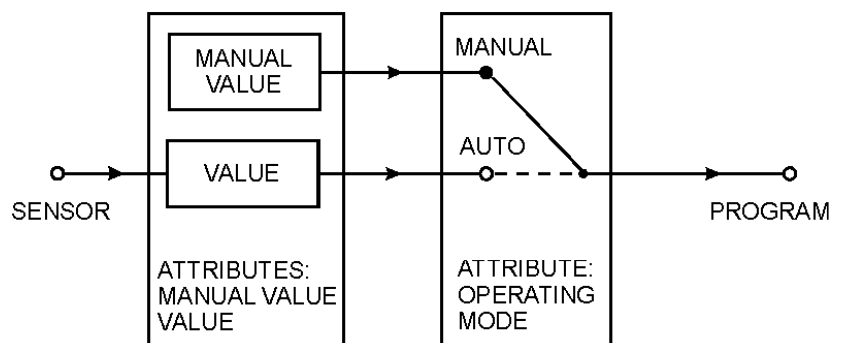 MANUAL
VALUE
MANUAL
AUTO
VALUE
SENSOR
PROGRAM
ATTRIBUTES:
MANUAL VALUE
VALUE
ATTRIBUTE:
OPERATING
MODE